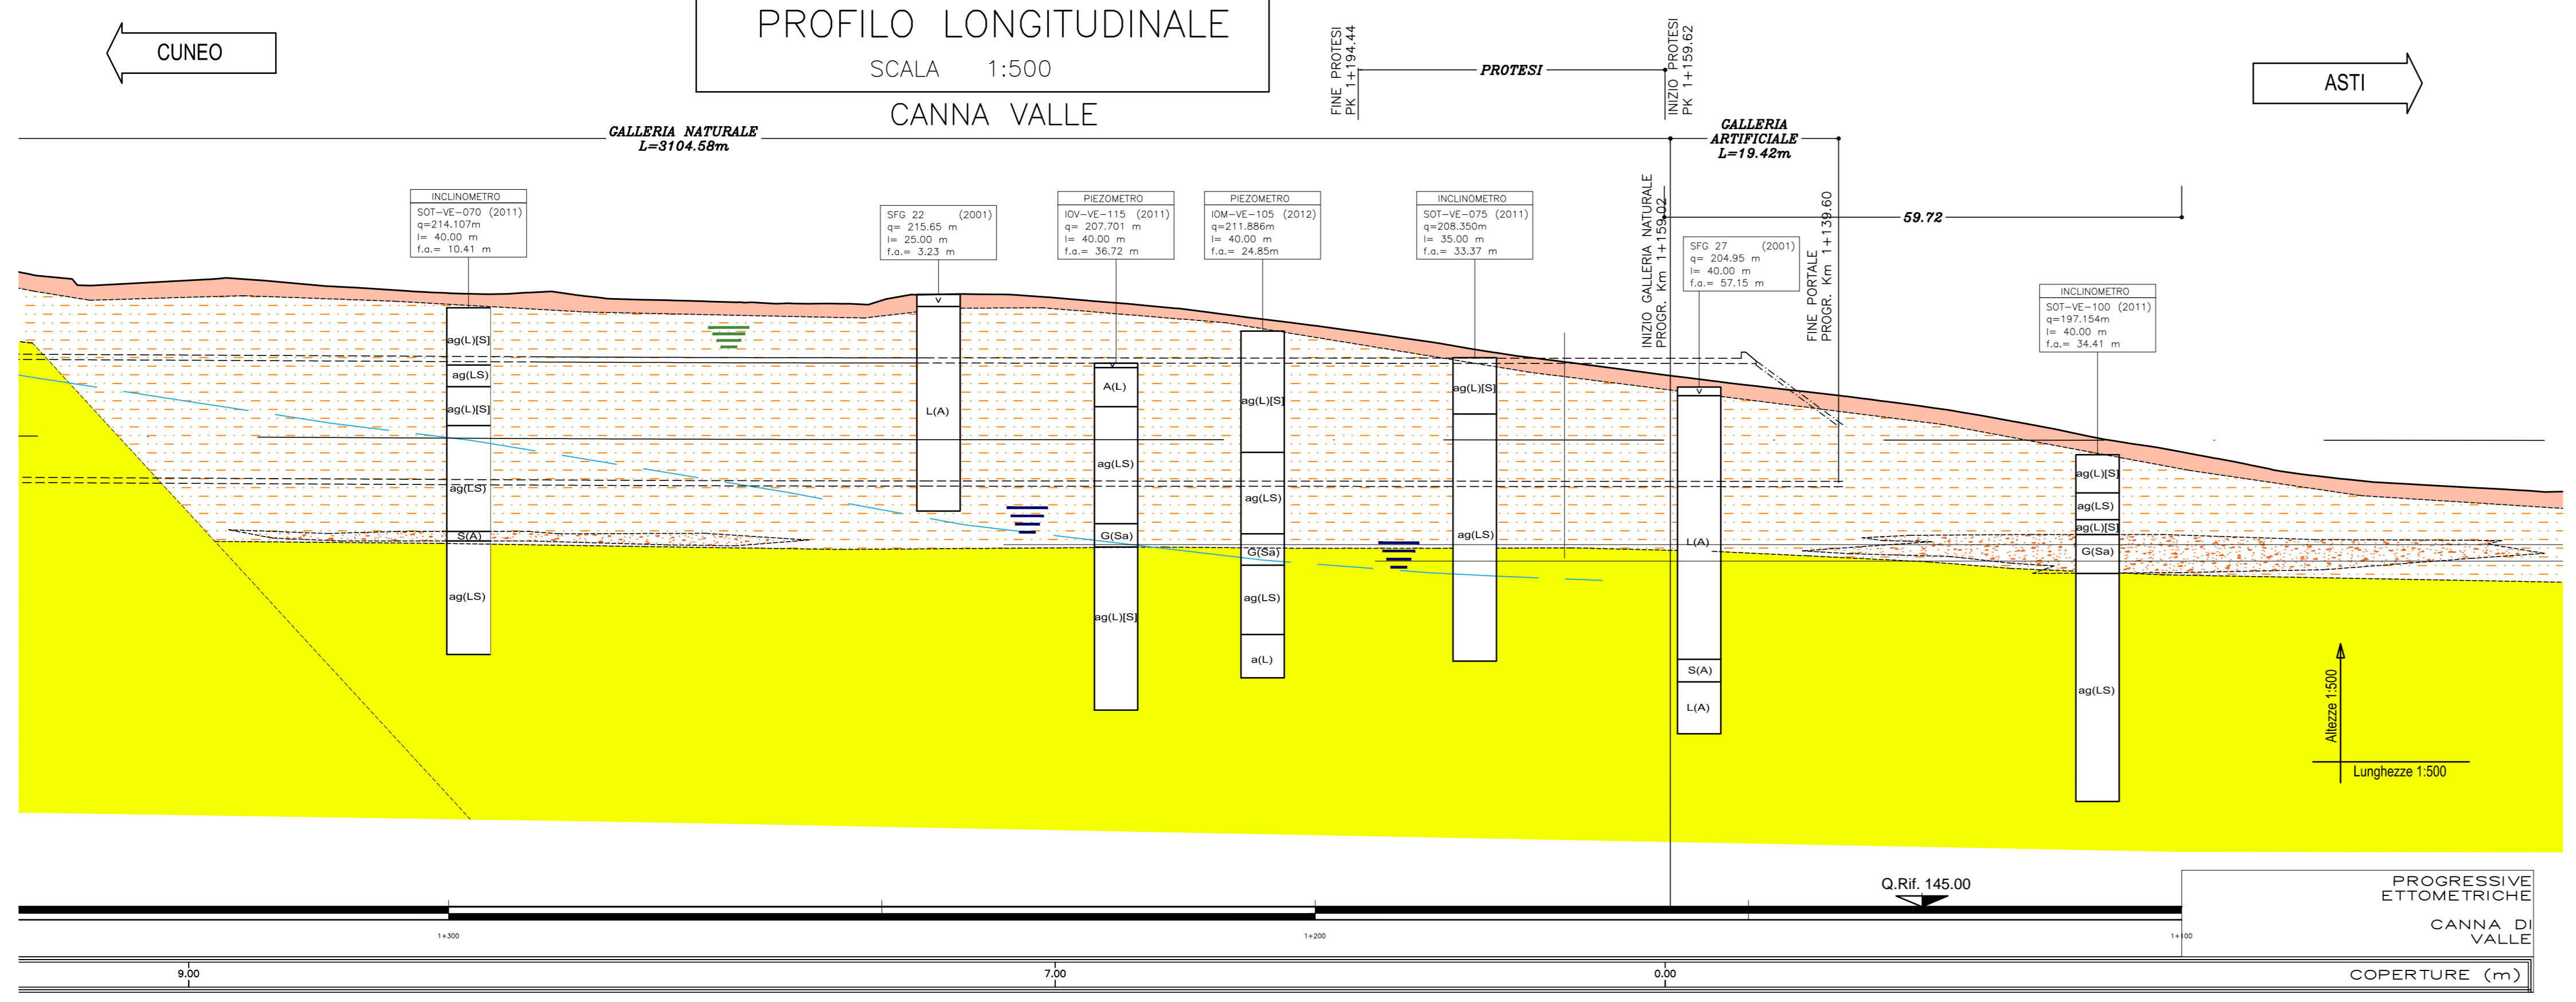 PROFILO LONGITUDINALE
SCALA 1:500
CANNA VALLE
CUNEO
ASTI
FINE PROTESI
PK 1+194.44
PROTESI
INIZIO PROTESI
PK 1+159.62
GALLERIA NATURALE
L=3104.58m
GALLERIA
ARTIFICIALE
L=19.42m
INIZIO GALLERIA NATURALE
PROGR. Km 1+159.02
FINE PORTALE
PROGR. Km 1+139.60
59.72
INCLINOMETRO
SOT-VE-070 (2011)
q=214.107m
l= 40.00 m
f.a.= 10.41 m
SFG 22 (2001)
q= 215.65 m
l= 25.00 m
f.a.= 3.23 m
PIEZOMETRO
IOV-VE-115 (2011)
q= 207.701 m
l= 40.00 m
f.a.= 36.72 m
PIEZOMETRO
IOM-VE-105 (2012)
q=211.886m
l= 40.00 m
f.a.= 24.85m
INCLINOMETRO
SOT-VE-075 (2011)
q=208.350m
l= 35.00 m
f.a.= 33.37 m
SFG 27 (2001)
q= 204.95 m
l= 40.00 m
f.a.= 57.15 m
INCLINOMETRO
SOT-VE-100 (2011)
q=197.154m
l= 40.00 m
f.a.= 34.41 m
ag(L)[S]
ag(LS)
ag(L)[S]
ag(LS)
S(A)
ag(LS)
v
L(A)
v
A(L)
ag(LS)
G(Sa)
ag(L)[S]
ag(L)[S]
ag(LS)
G(Sa)
ag(LS)
a(L)
ag(L)[S]
ag(LS)
v
L(A)
S(A)
L(A)
ag(L)[S]
ag(LS)
ag(L)[S]
G(Sa)
ag(LS)
Altezze 1:500
Lunghezze 1:500
Q.Rif. 145.00
PROGRESSIVE
ETTOMETRICHE
CANNA DI
VALLE
1+300
1+200
1+100
9.00
7.00
0.00
COPERTURE (m)